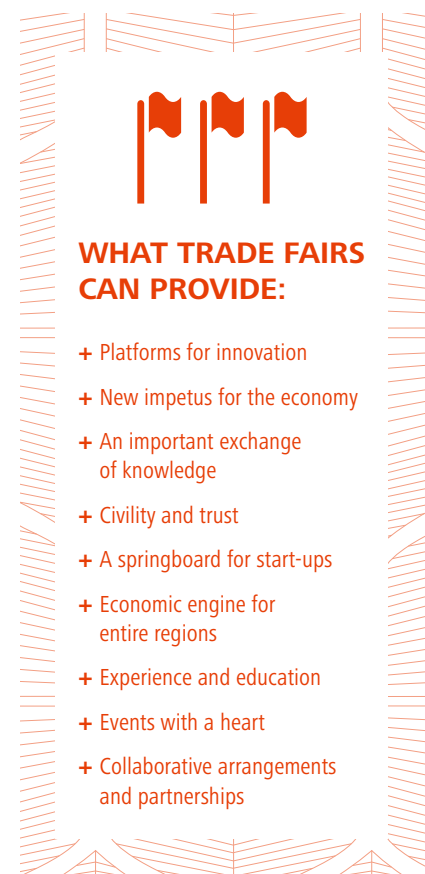 WHAT TRADE FAIRS
CAN PROVIDE:
+ Platforms for innovation
+ New impetus for the economy
+ An important exchange
of knowledge
+ Civility and trust
+ A springboard for start-ups
+ Economic engine for
entire regions
+ Experience and education
+ Events with a heart
+ Collaborative arrangements
and partnerships